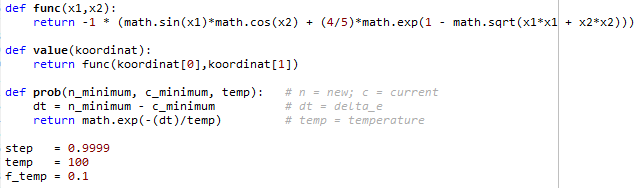 def func(x1,x2):
    return -1 * (math.sin(x1)*math.cos(x2) + (4/5)*math.exp(1 - math.sqrt(x1*x1 + x2*x2)))
def value(koordinat):
    return func(koordinat[0],koordinat[1])
def prob(n_minimum, c_minimum, temp):   # n = new; c = current
    dt = n_minimum - c_minimum          # dt = delta_e
    return math.exp(-(dt)/temp)         # temp = temperature
step   = 0.9999
temp   = 100
f_temp = 0.1